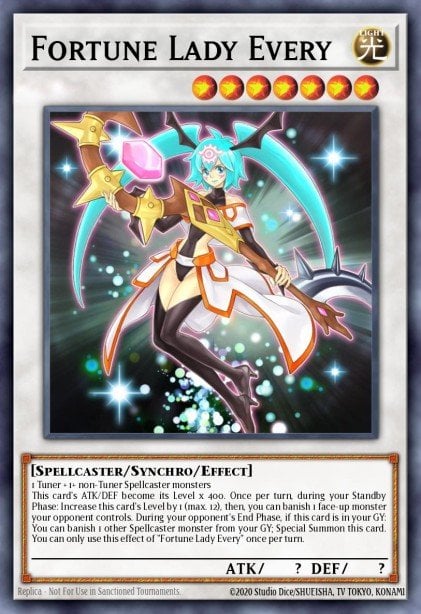 FORTUNE LADY EVERY
LIGHT
光
[SPELLCASTER/SYNCHRO/EFFECT]
1 Tuner + 1+ non-Tuner Spellcaster monsters
This card's ATK/DEF become its Level x 400. Once per turn, during your Standby
Phase: Increase this card's Level by 1 (max. 12), then, you can banish 1 face-up monster
your opponent controls. During your opponent's End Phase, if this card is in your GY:
You can banish 1 other Spellcaster monster from your GY; Special Summon this card.
You can only use this effect of "Fortune Lady Every" once per turn.
ATK/ ? DEF/ ?
Replica - Not For Use in Sanctioned Tournaments.
©2020 Studio Dice/SHUEISHA, TV TOKYO, KONAMI